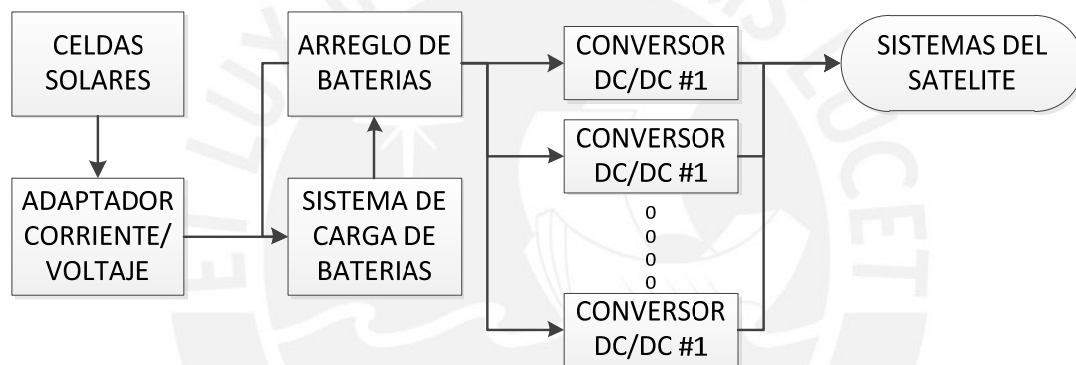 CELDAS
SOLARES
ARREGLO DE
BATERIAS
CONVERSOR
DC/DC #1
SISTEMAS DEL
SATELITE
ADAPTADOR
CORRIENTE/
VOLTAJE
SISTEMA DE
CARGA DE
BATERIAS
CONVERSOR
DC/DC #1
0
0
0
0
CONVERSOR
DC/DC #1